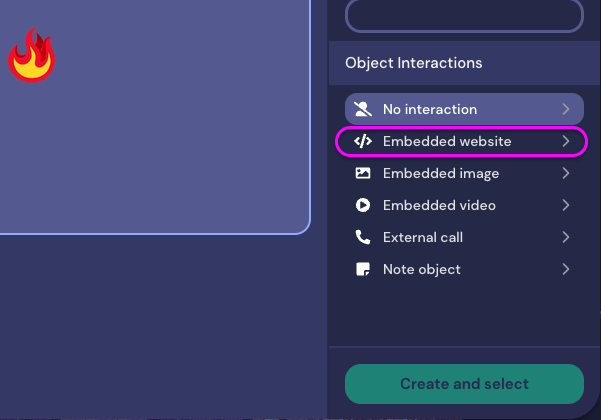 Object Interactions
No interaction
Embedded website
Embedded image
Embedded video
External call
Note object
Create and select